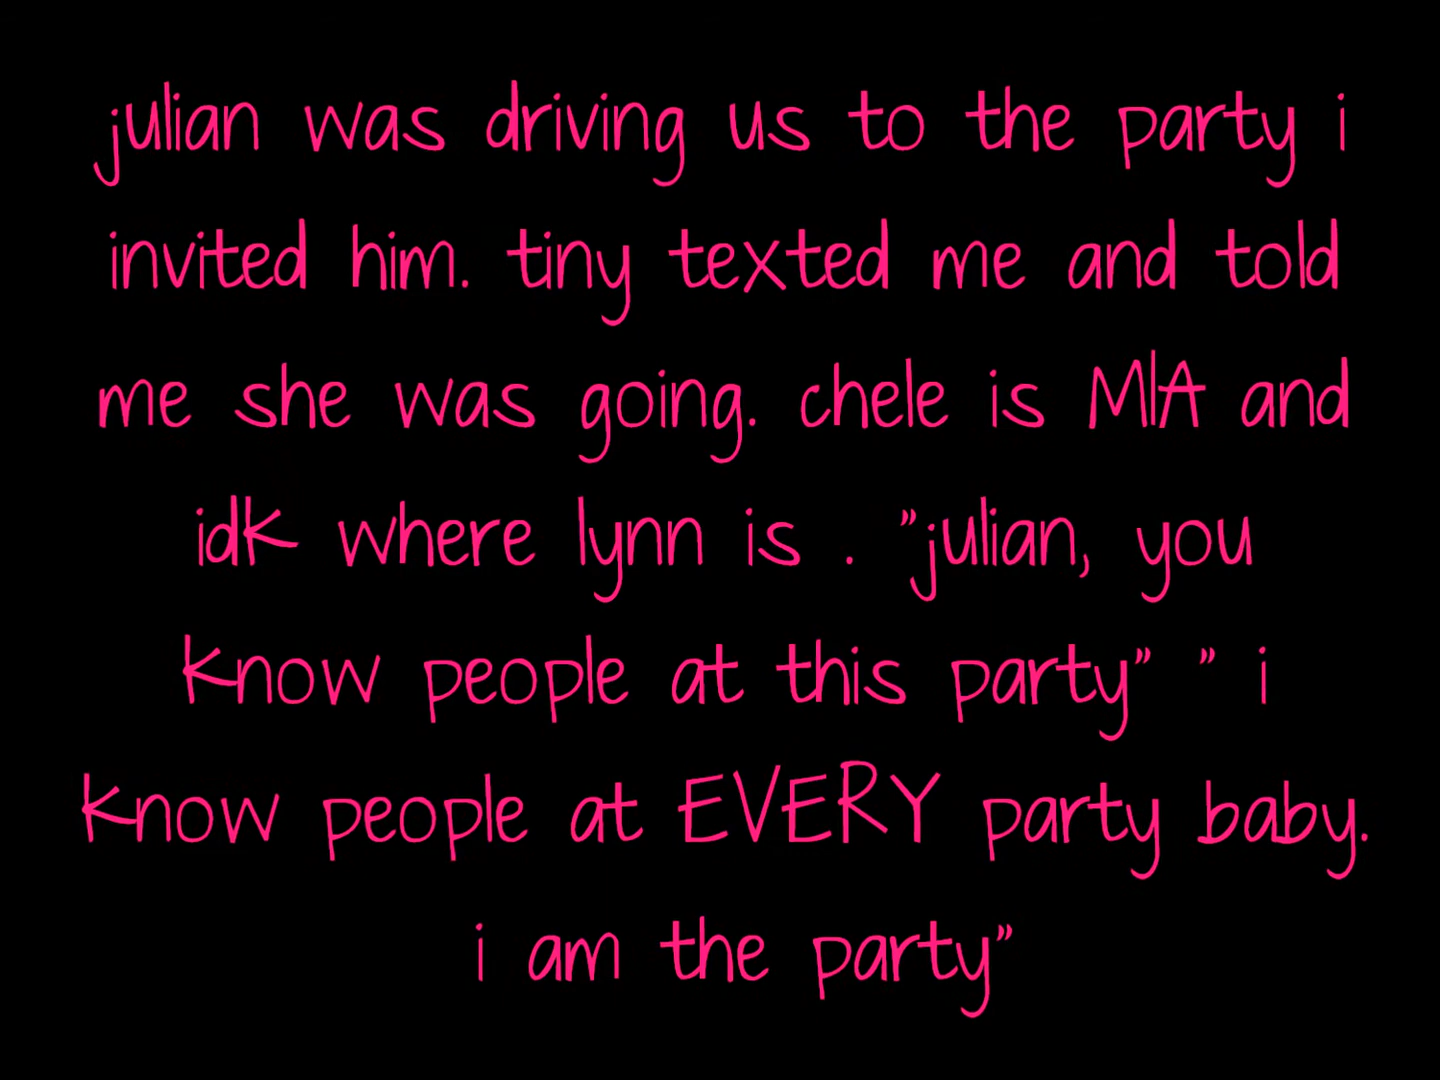 julian was driving us to the party i
invited him. tiny texted me and told
me she was going. chele is MIA and
idk where lynn is . "julian, you
know people at this party" " i
know people at EVERY party baby.
i am the party"